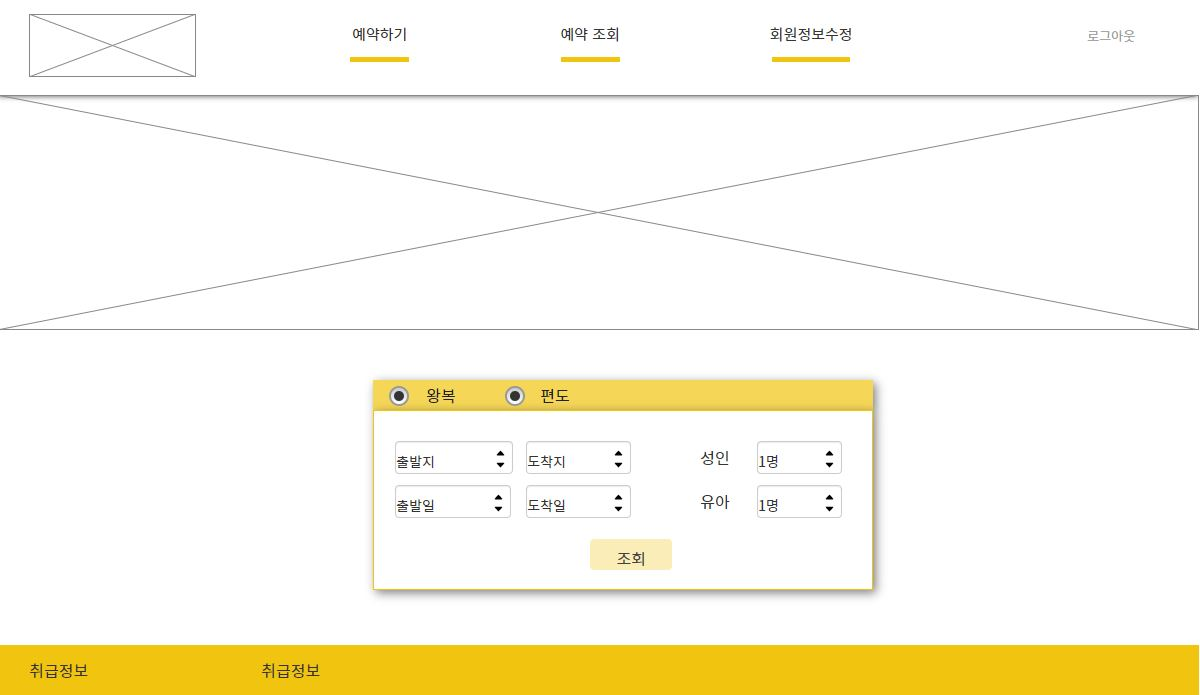 예약하기 예약 조회 회원정보수정 로그아웃
왕복 편도
출발지 도착지 성인 1명
출발일 도착일 유아 1명
조회
취급정보 취급정보